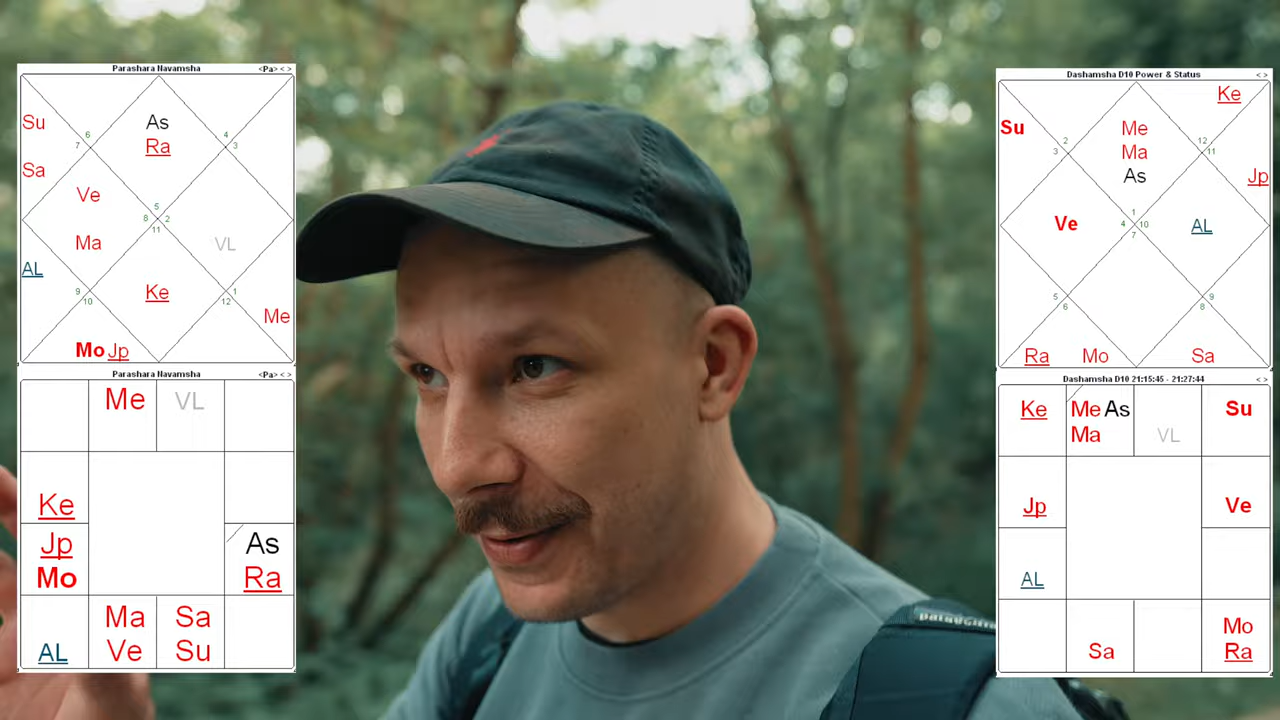 Parashara Navamsha <Pa> < >
Su
6
7
As
Ra
4
3
Sa
Ve
5
8 2
11
Ma
VL
AL
Ke
9
10
1
12
Me
Mo Jp
Parashara Navamsha <Pa> < >
Me VL
Ke
Jp
Mo
As
Ra
Ma Sa
AL Ve Su
Dashamsha D10 Power & Status < >
Ke
Su
2
3
Me
Ma
As
12
11
Jp
Ve
1
4 10
7
AL
5
6
9
8
Ra Mo Sa
Dashamsha D10 21:15:45 - 21:27:44 < >
Ke Me As Su
Ma VL
Jp Ve
AL
Mo
Sa Ra